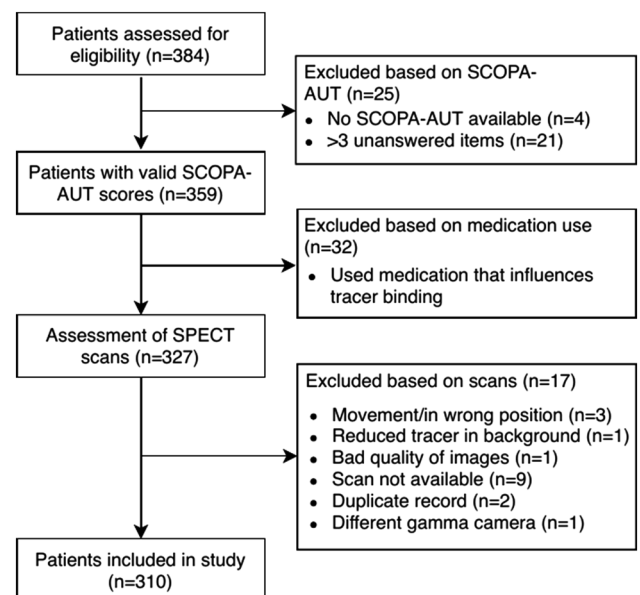 Patients assessed for
eligibility (n=384)
Excluded based on SCOPA-
AUT (n=25)
• No SCOPA-AUT available (n=4)
• >3 unanswered items (n=21)
Patients with valid SCOPA-
AUT scores (n=359)
Excluded based on medication use
(n=32)
• Used medication that influences
tracer binding
Assessment of SPECT
scans (n=327)
Excluded based on scans (n=17)
• Movement/in wrong position (n=3)
• Reduced tracer in background (n=1)
• Bad quality of images (n=1)
• Scan not available (n=9)
• Duplicate record (n=2)
• Different gamma camera (n=1)
Patients included in study
(n=310)